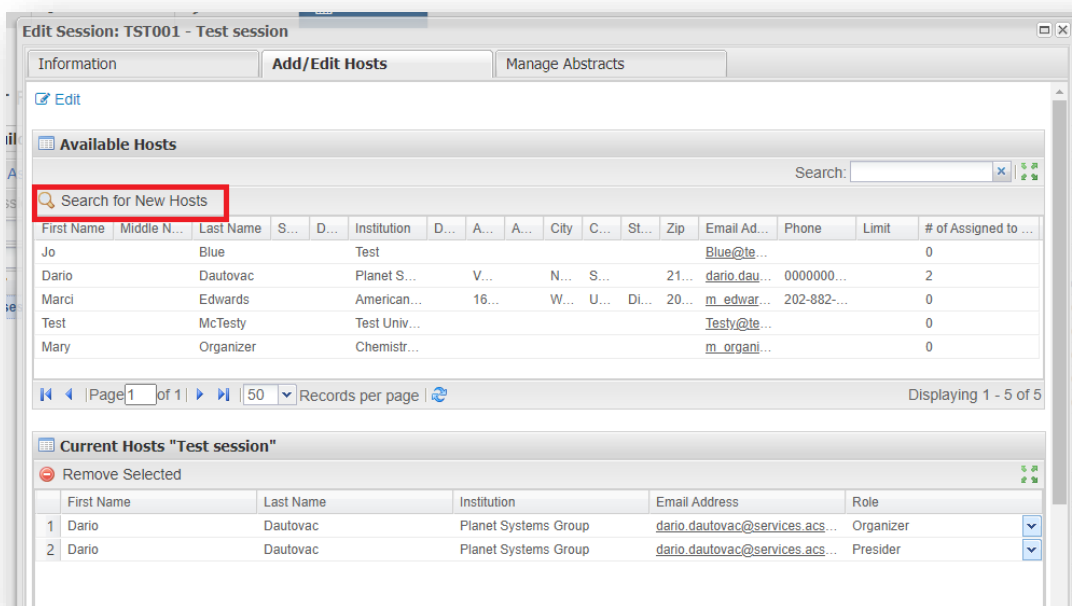 Edit Session: TST001 - Test session
Information Add/Edit Hosts Manage Abstracts
Edit
Available Hosts
Search:
Search for New Hosts
First Name Middle N... Last Name S... D... Institution D... A... A... City C... St... Zip Email Ad... Phone Limit # of Assigned to ...
Jo Blue Test Blue@te... 0
Dario Dautovac Planet S... V... N... S... 21... dario.dau... 0000000... 2
Marci Edwards American... 16... W... U... Di... 20... m_edwar... 202-882-... 0
Test McTesty Test Univ... Testy@te... 0
Mary Organizer Chemistr... m_organi... 0
Page 1 of 1 50 Records per page Displaying 1 - 5 of 5
Current Hosts "Test session"
Remove Selected
First Name Last Name Institution Email Address Role
1 Dario Dautovac Planet Systems Group dario.dautovac@services.acs... Organizer
2 Dario Dautovac Planet Systems Group dario.dautovac@services.acs... Presider